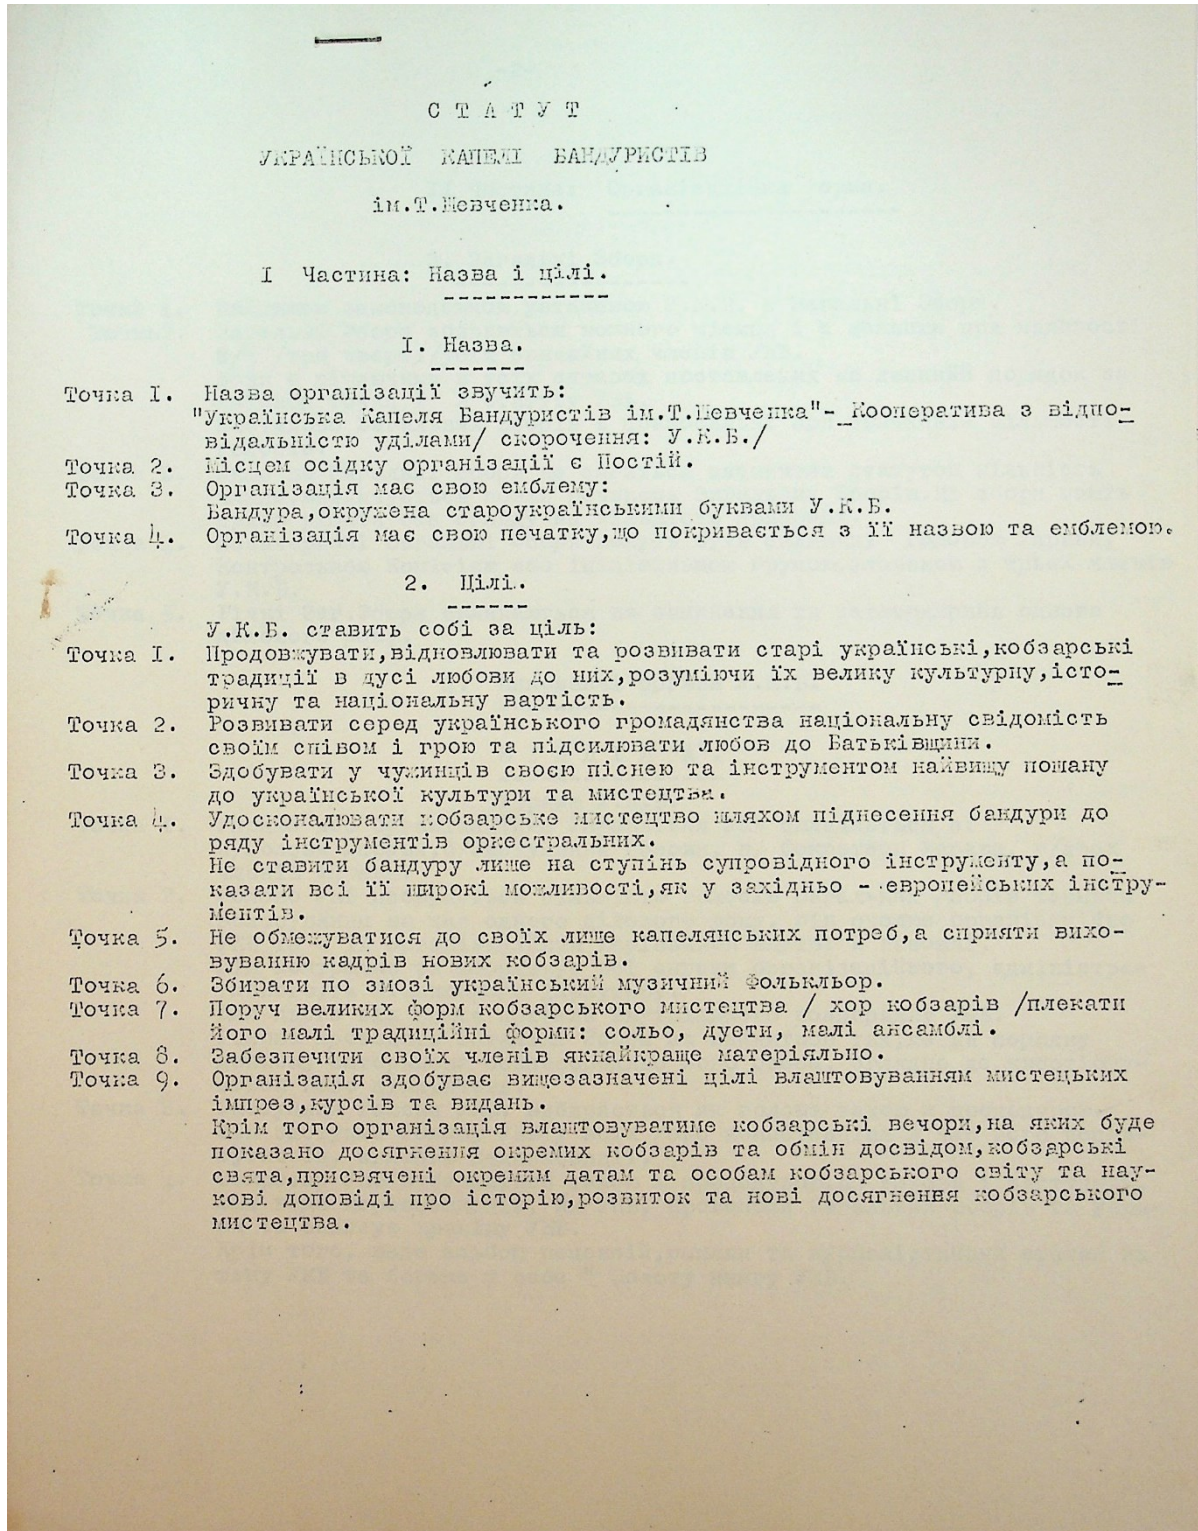 С Т А Т У Т
УКРАЇНСЬКОЇ КАПЕЛІ БАНДУРИСТІВ
ім.Т.Шевченка.
I Частина: Назва і цілі.
I. Назва.
Точка I. Назва організації звучить:
"Українська Капеля Бандуристів ім.Т.Шевченка"- Кооператива з відпо-
відальністю уділами/ скорочення: У.К.Б./
Точка 2. Місцем осідку організації є Постій.
Точка 3. Організація має свою емблему:
Бандура,окружена староукраїнськими буквами У.К.Б.
Точка 4. Організація має свою печатку,що покривається з її назвою та емблемою.
2. Цілі.
У.К.Б. ставить собі за ціль:
Точка I. Продовжувати,відновлювати та розвивати старі українські,кобзарські
традиції в дусі любови до них,розуміючи їх велику культурну,істо-
ричну та національну вартість.
Точка 2. Розвивати серед українського громадянства національну свідомість
своїм співом і грою та підсилювати любов до Батьківщини.
Точка 3. Здобувати у чужинців своєю піснею та інструментом найвищу пошану
до української культури та мистецтва.
Точка 4. Удосконалювати кобзарське мистецтво шляхом піднесення бандури до
ряду інструментів оркестральних.
Не ставити бандуру лише на ступінь супровідного інструменту,а по-
казати всі її широкі можливості,як у західньо - европейських інстру-
ментів.
Точка 5. Не обмежуватися до своїх лише капелянських потреб,а сприяти вихо-
вуванню кадрів нових кобзарів.
Точка 6. Збирати по змозі український музичний фолькльор.
Точка 7. Поруч великих форм кобзарського мистецтва / хор кобзарів /плекати
його малі традиційні форми: сольо, дуети, малі ансамблі.
Точка 8. Забезпечити своїх членів якнайкраще матеріяльно.
Точка 9. Організація здобуває вищезазначені цілі влаштовуванням мистецьких
імпрез,курсів та видань.
Крім того організація влаштовуватиме кобзарські вечори,на яких буде
показано досягнення окремих кобзарів та обмін досвідом,кобзарські
свята,присвячені окремим датам та особам кобзарського світу та нау-
кові доповіді про історію,розвиток та нові досягнення кобзарського
мистецтва.